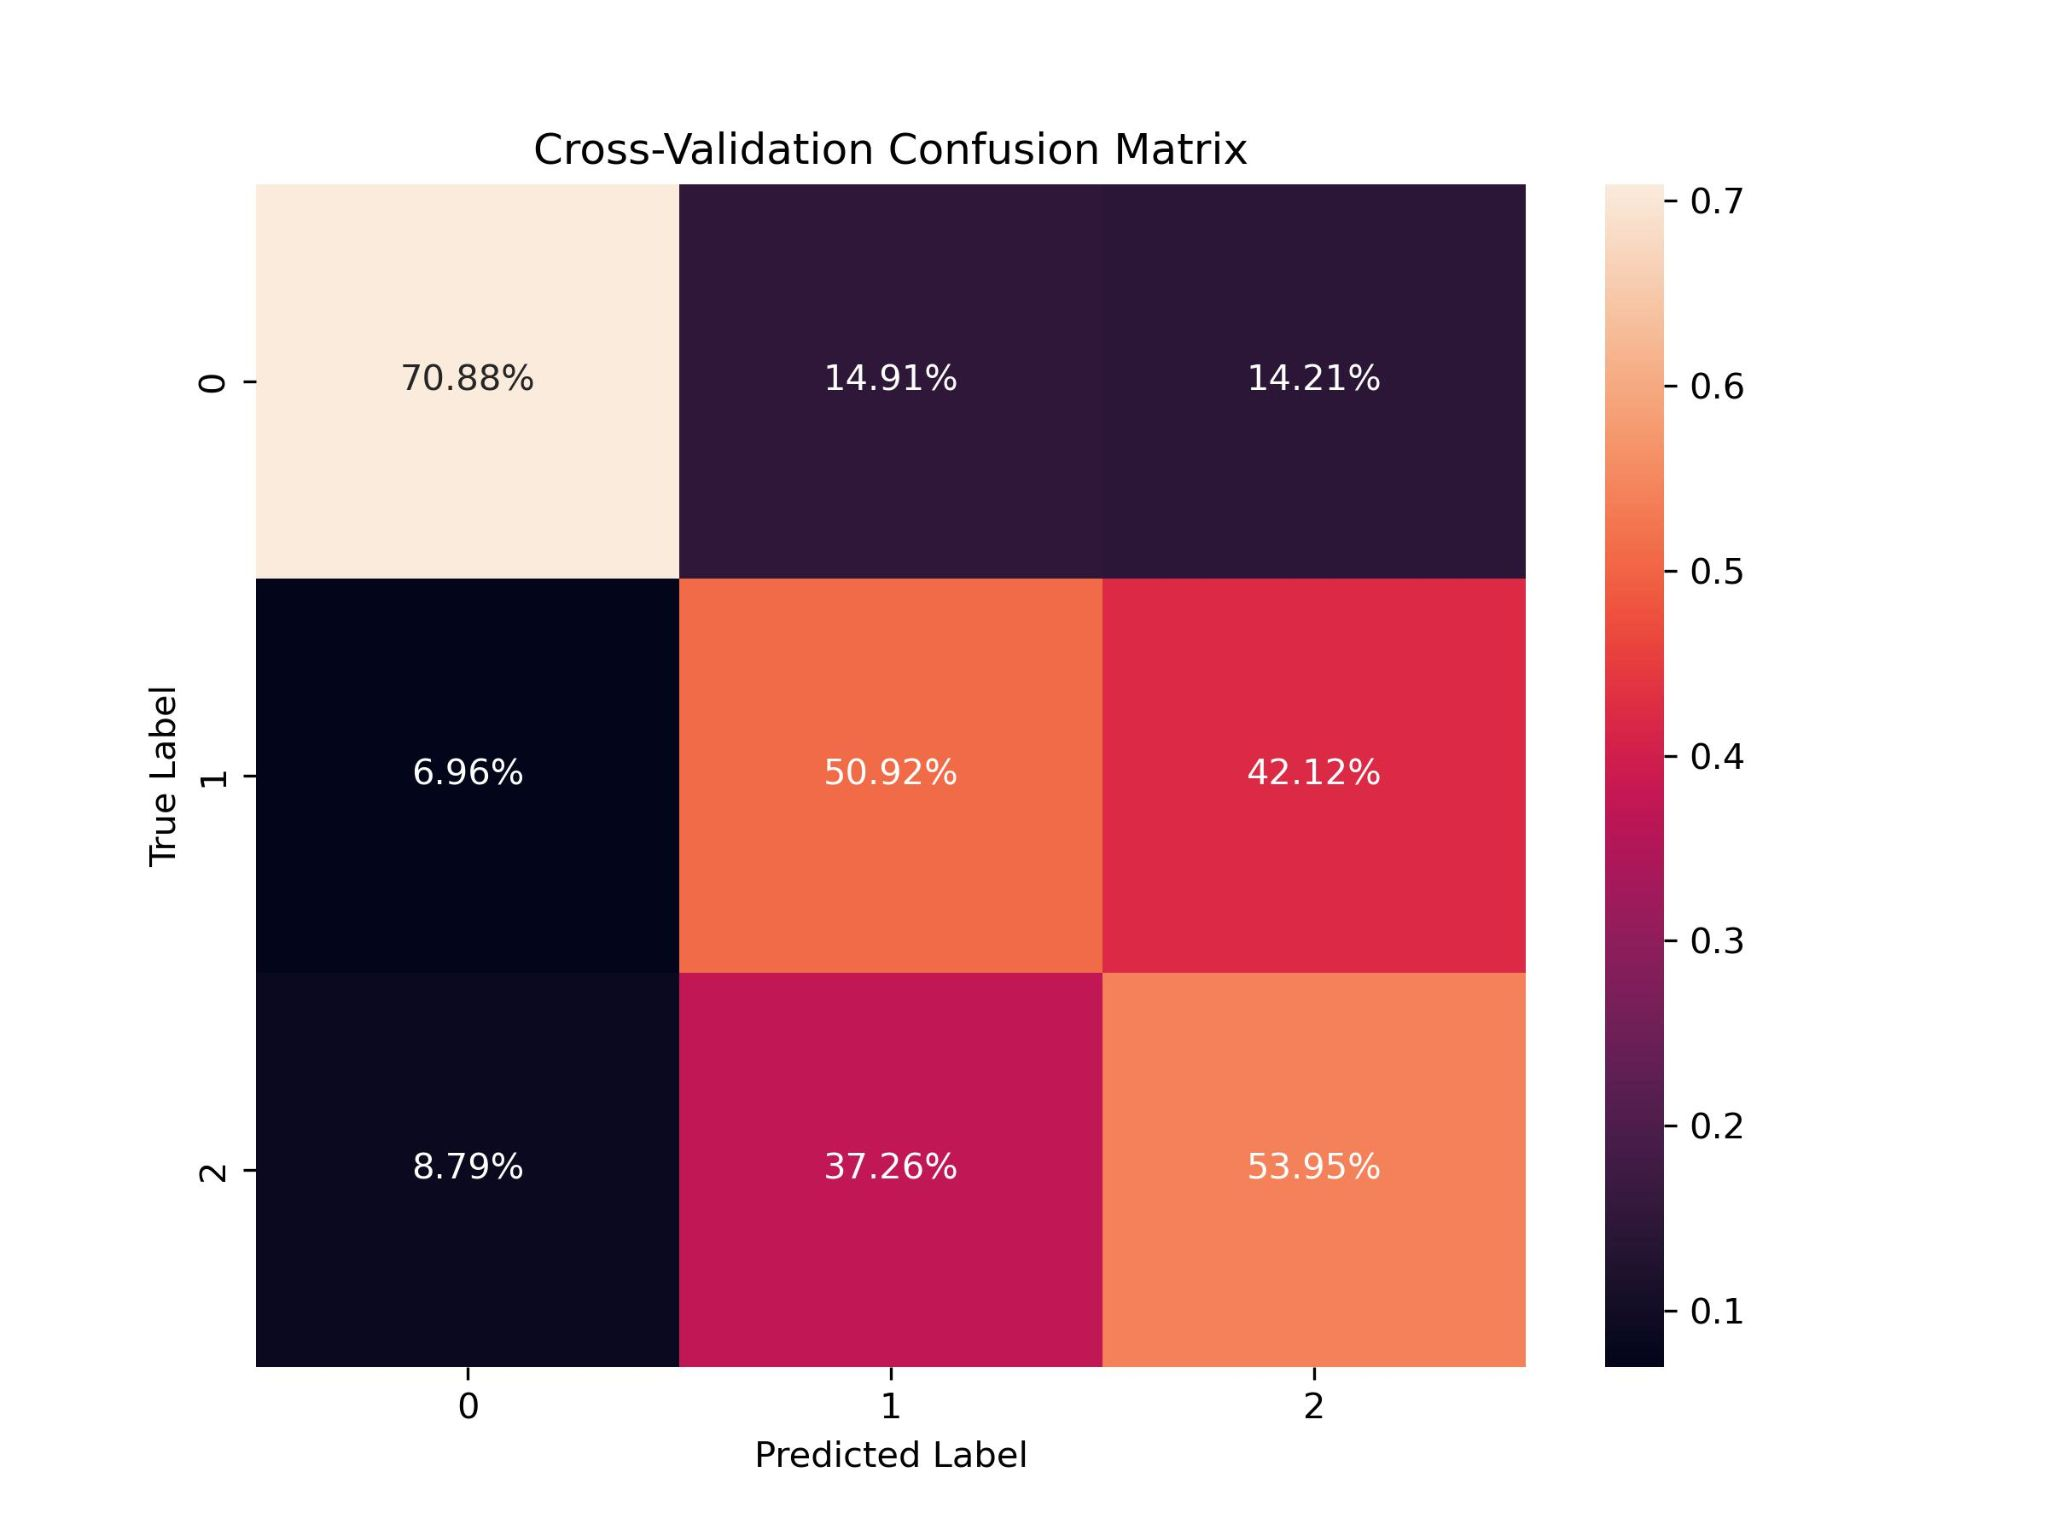 Cross-Validation Confusion Matrix
70.88% 14.91% 14.21%
6.96% 50.92% 42.12%
8.79% 37.26% 53.95%
0
1
2
True Label
0 1 2
Predicted Label
0.7
0.6
0.5
0.4
0.3
0.2
0.1